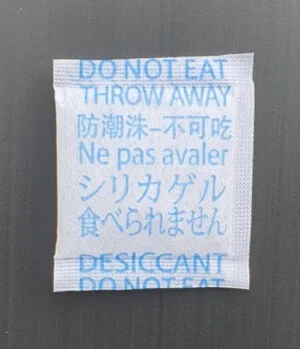 DO NOT EAT
THROW AWAY
防潮洙–不可吃
Ne pas avaler
シリカゲル
食べられません
DESICCANT
DO NOT EAT